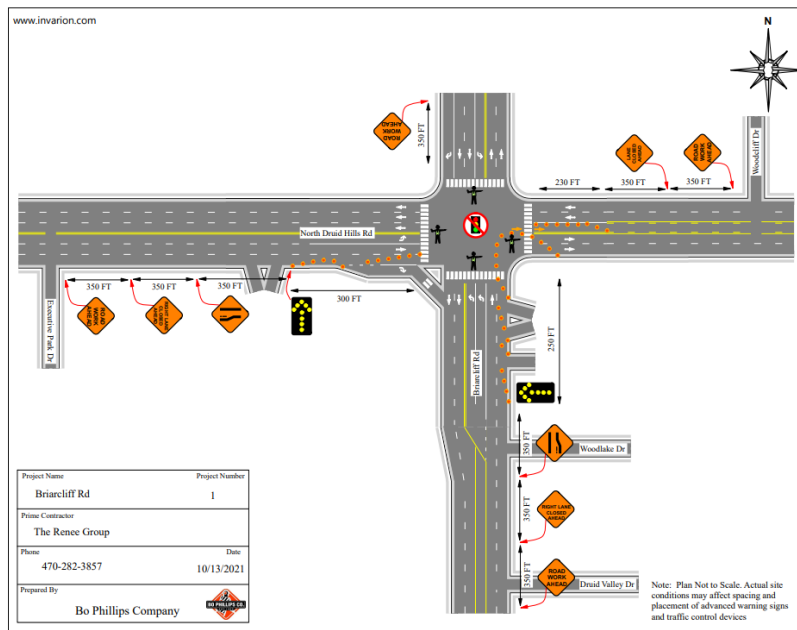 www.invarion.com
N
ROAD
WORK
AHEAD
350 FT
LANE
CLOSED
AHEAD
ROAD
WORK
AHEAD
Woodcliff Dr
230 FT
350 FT
350 FT
North Druid Hills Rd
350 FT
350 FT
350 FT
300 FT
ROAD
WORK
AHEAD
RIGHT LANE
CLOSED
AHEAD
Executive Park Dr
Briarcliff Rd
250 FT
350 FT
Woodlake Dr
350 FT
RIGHT LANE
CLOSED
AHEAD
350 FT
ROAD
WORK
AHEAD
Druid Valley Dr
Project Name
Project Number
Briarcliff Rd
1
Prime Contractor
The Renee Group
Phone
Date
470-282-3857
10/13/2021
Prepared By
Bo Phillips Company
BO PHILLIPS CO.
Note: Plan Not to Scale. Actual site
conditions may affect spacing and
placement of advanced warning signs
and traffic control devices